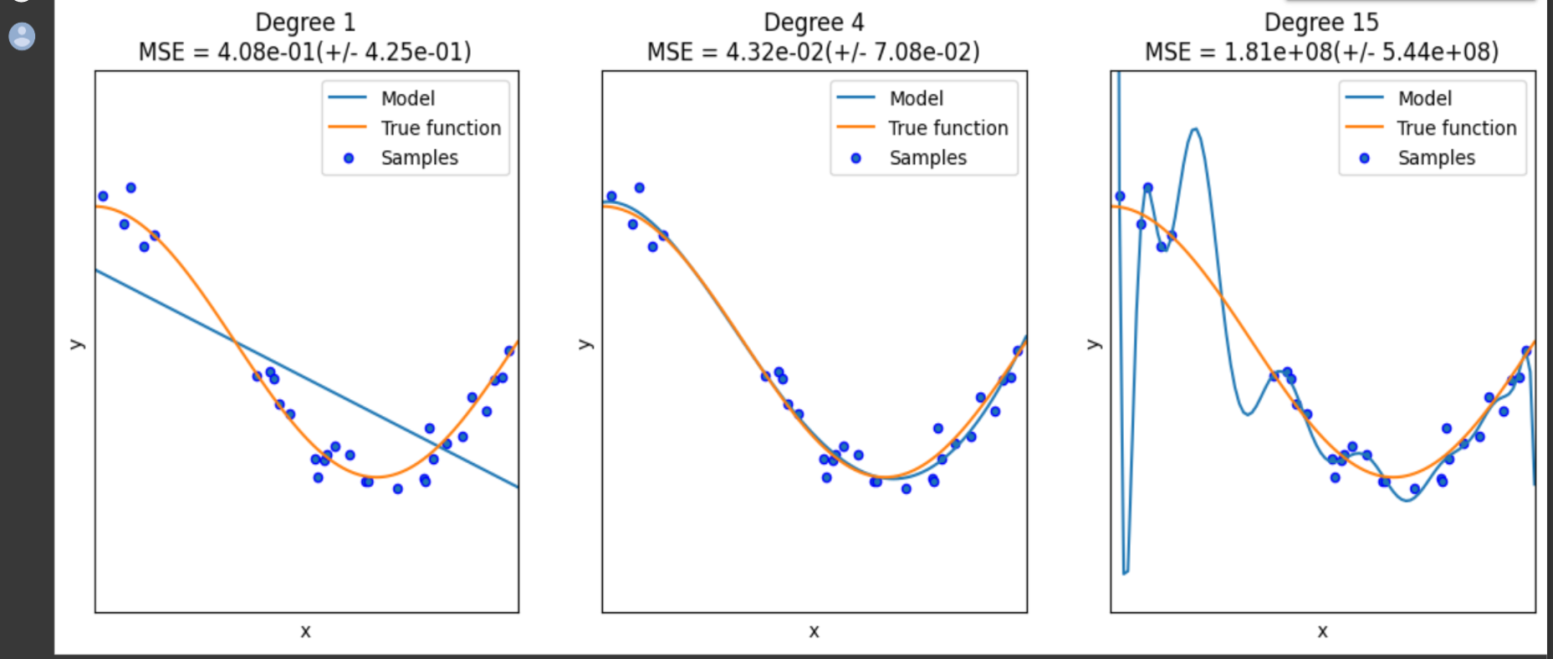 Degree 1
MSE = 4.08e-01(+/- 4.25e-01)
Model
True function
Samples
y
x
Degree 4
MSE = 4.32e-02(+/- 7.08e-02)
Model
True function
Samples
y
x
Degree 15
MSE = 1.81e+08(+/- 5.44e+08)
Model
True function
Samples
y
x